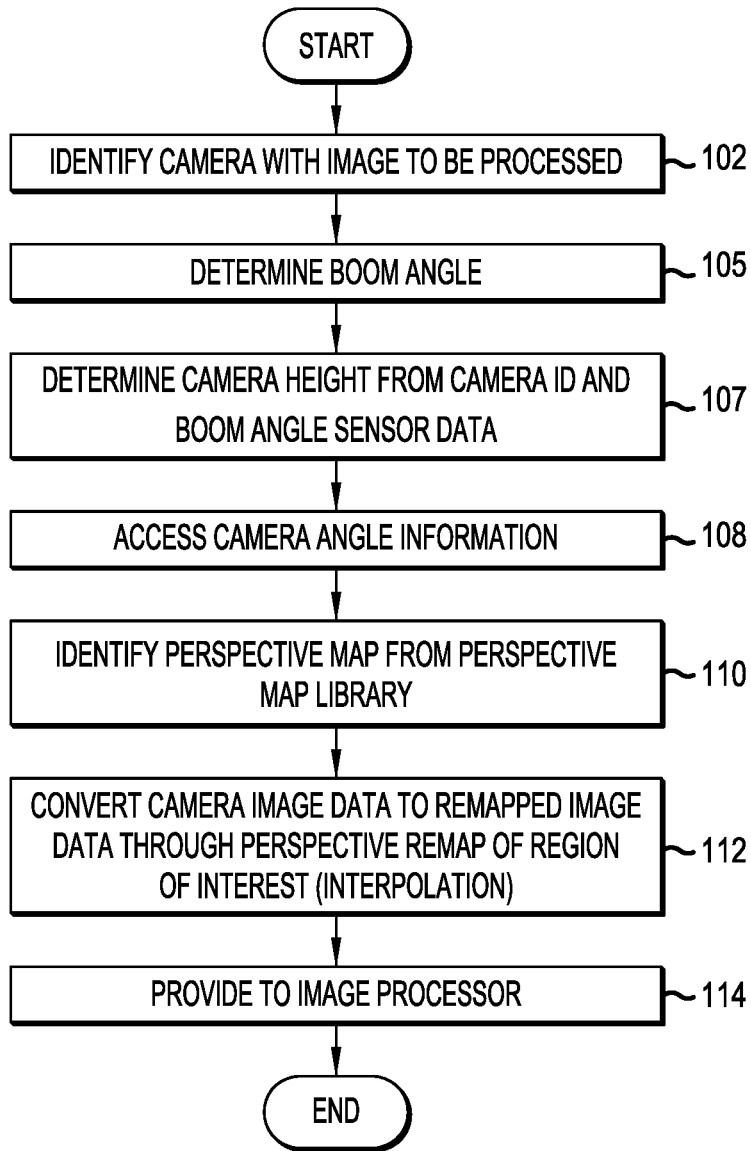 START
IDENTIFY CAMERA WITH IMAGE TO BE PROCESSED
102
DETERMINE BOOM ANGLE
105
DETERMINE CAMERA HEIGHT FROM CAMERA ID AND
BOOM ANGLE SENSOR DATA
107
ACCESS CAMERA ANGLE INFORMATION
108
IDENTIFY PERSPECTIVE MAP FROM PERSPECTIVE
MAP LIBRARY
110
CONVERT CAMERA IMAGE DATA TO REMAPPED IMAGE
DATA THROUGH PERSPECTIVE REMAP OF REGION
OF INTEREST (INTERPOLATION)
112
PROVIDE TO IMAGE PROCESSOR
114
END